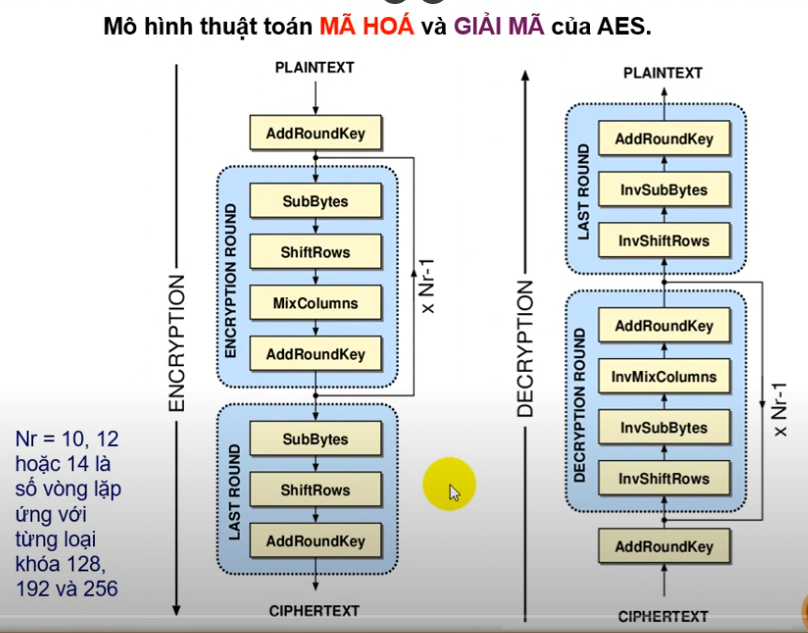 Mô hình thuật toán MÃ HOÁ và GIẢI MÃ của AES.
PLAINTEXT
AddRoundKey
SubBytes
ShiftRows
MixColumns
AddRoundKey
ENCRYPTION ROUND
x Nr-1
SubBytes
ShiftRows
AddRoundKey
LAST ROUND
CIPHERTEXT
ENCRYPTION
Nr = 10, 12
hoặc 14 là
số vòng lặp
ứng với
từng loại
khóa 128,
192 và 256
PLAINTEXT
AddRoundKey
InvSubBytes
InvShiftRows
LAST ROUND
AddRoundKey
InvMixColumns
InvSubBytes
InvShiftRows
DECRYPTION ROUND
x Nr-1
AddRoundKey
CIPHERTEXT
DECRYPTION